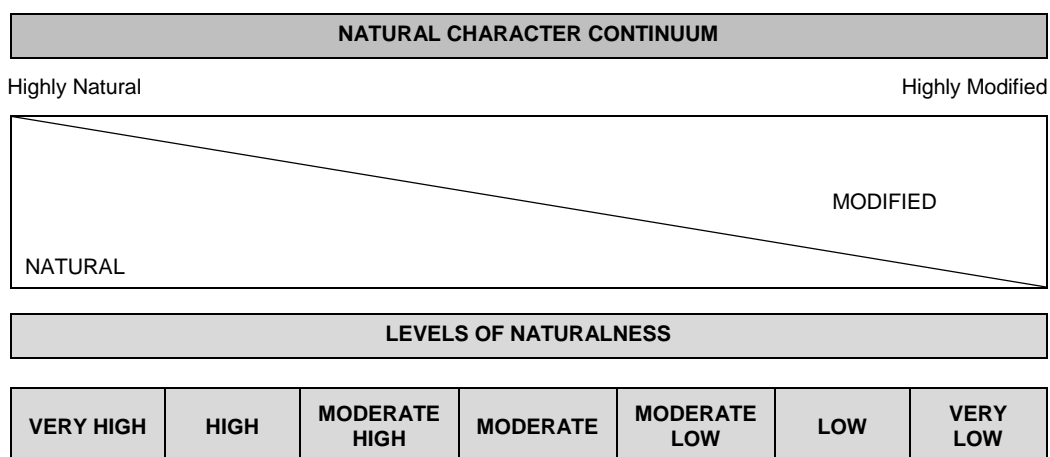 NATURAL CHARACTER CONTINUUM
Highly Natural
Highly Modified
MODIFIED
NATURAL
LEVELS OF NATURALNESS
VERY HIGH
HIGH
MODERATE
HIGH
MODERATE
MODERATE
LOW
LOW
VERY
LOW